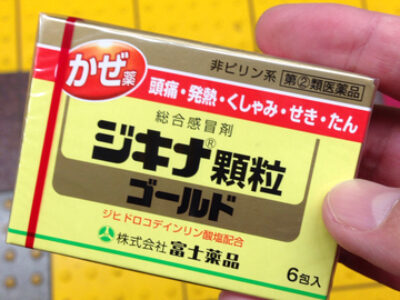 非ピリン系 第②類医薬品
かぜ薬
頭痛・発熱・くしゃみ・せき・たん
総合感冒剤
ジキナ®顆粒
ゴールド
ジヒドロコデインリン酸塩配合
株式会社 富士薬品
6包入